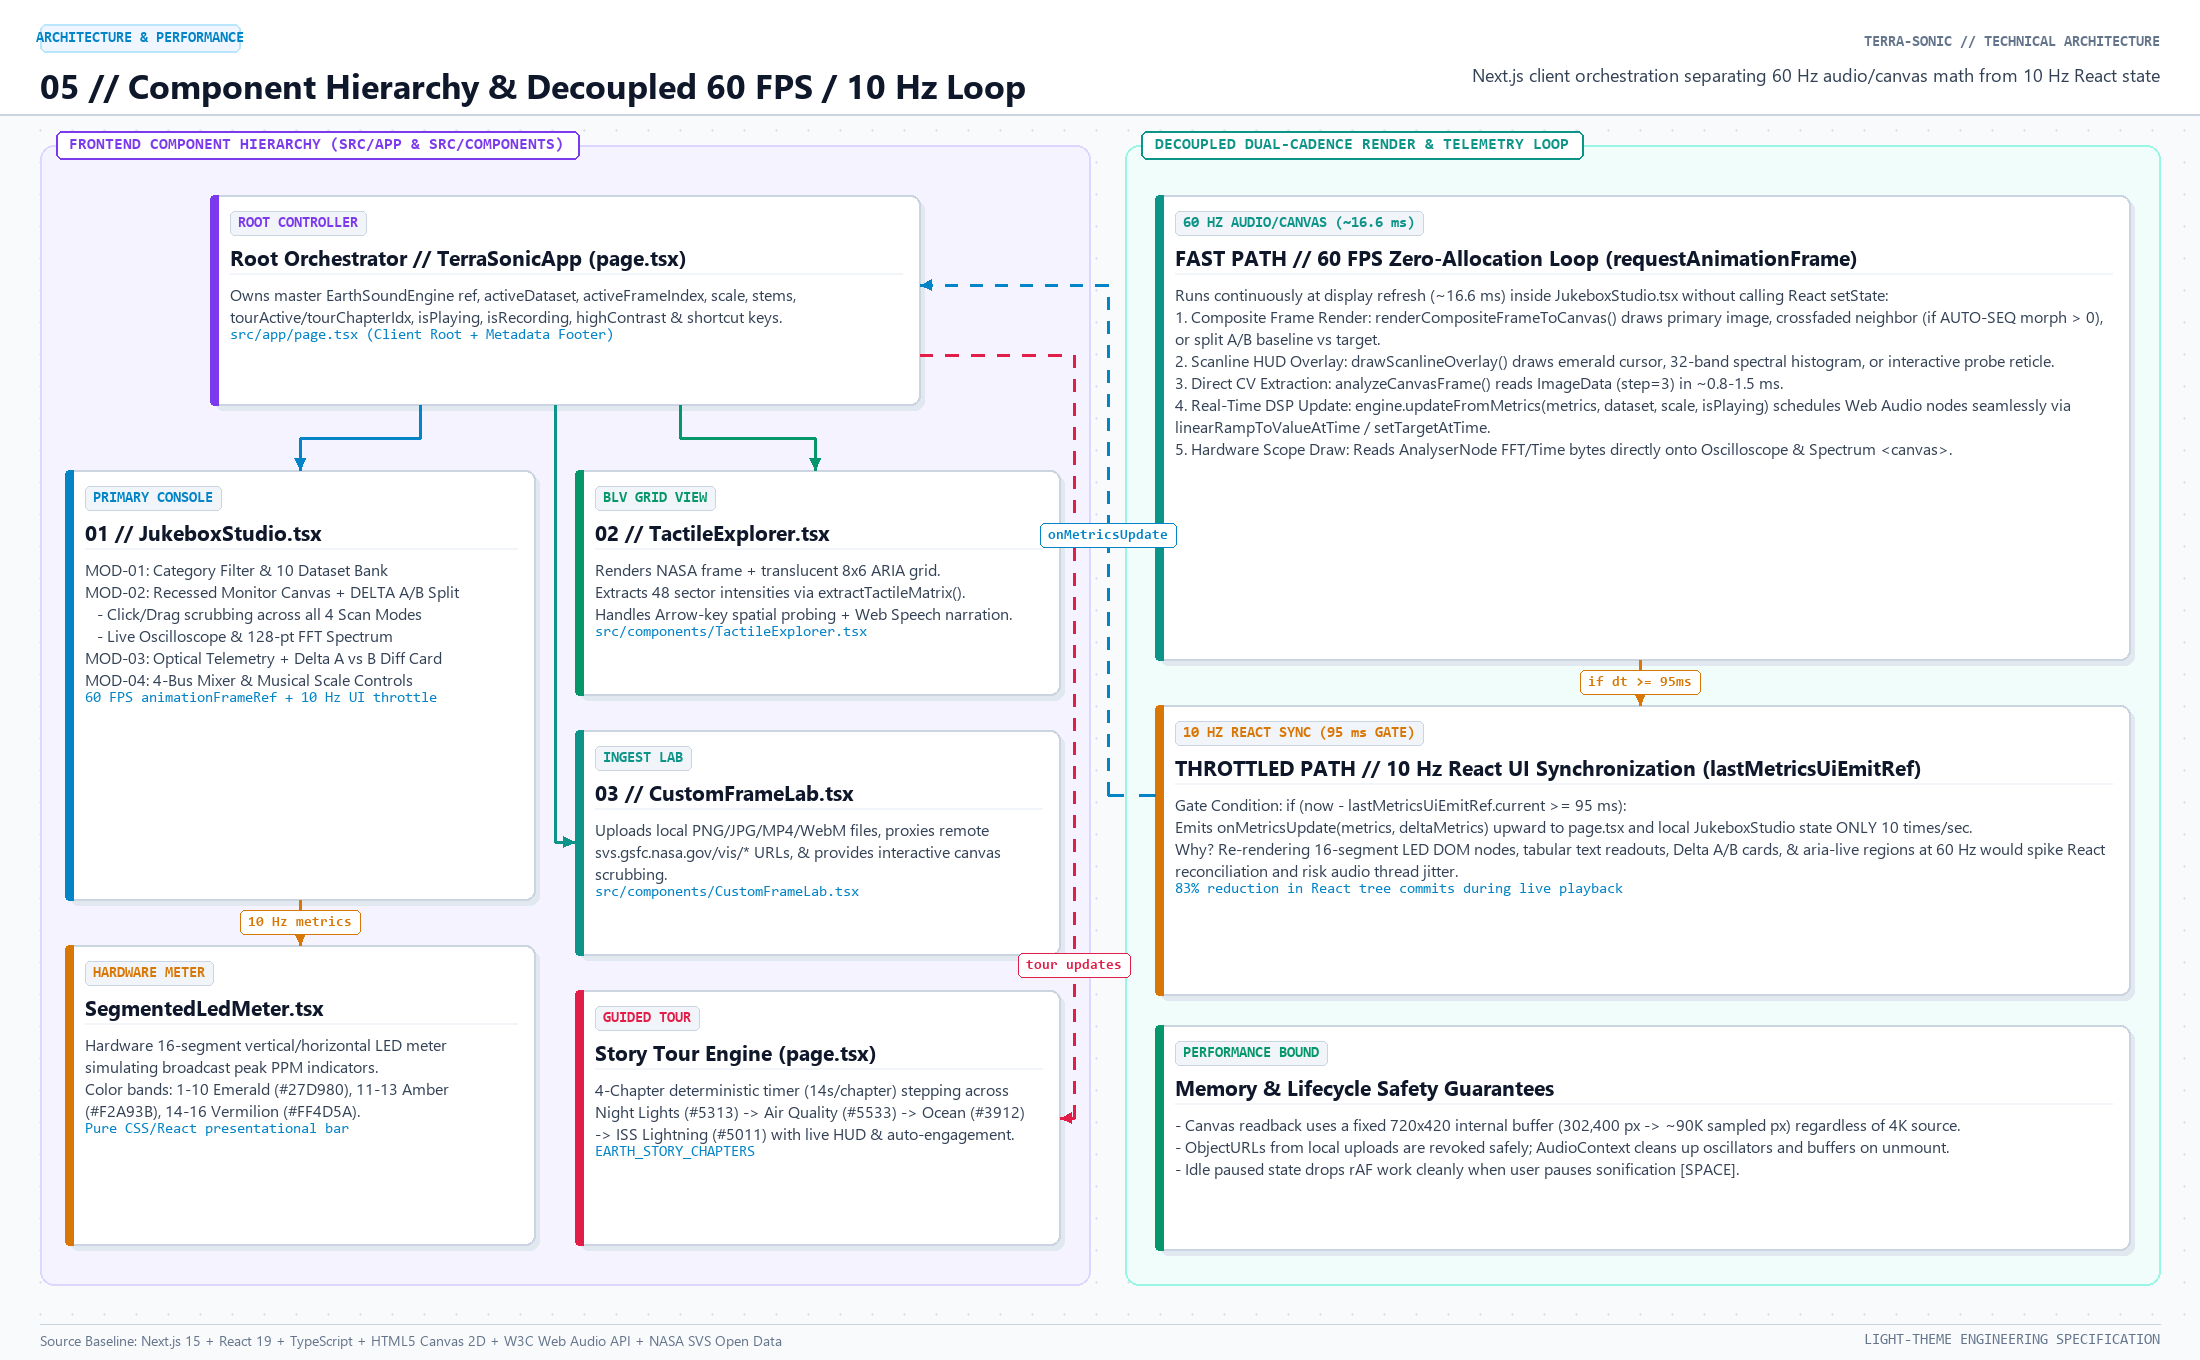 ARCHITECTURE & PERFORMANCE
TERRA-SONIC // TECHNICAL ARCHITECTURE
05 // Component Hierarchy & Decoupled 60 FPS / 10 Hz Loop
Next.js client orchestration separating 60 Hz audio/canvas math from 10 Hz React state
FRONTEND COMPONENT HIERARCHY (SRC/APP & SRC/COMPONENTS)
ROOT CONTROLLER
Root Orchestrator // TerraSonicApp (page.tsx)
Owns master EarthSoundEngine ref, activeDataset, activeFrameIndex, scale, stems,
tourActive/tourChapterIdx, isPlaying, isRecording, highContrast & shortcut keys.
src/app/page.tsx (Client Root + Metadata Footer)
PRIMARY CONSOLE
01 // JukeboxStudio.tsx
MOD-01: Category Filter & 10 Dataset Bank
MOD-02: Recessed Monitor Canvas + DELTA A/B Split
- Click/Drag scrubbing across all 4 Scan Modes
- Live Oscilloscope & 128-pt FFT Spectrum
MOD-03: Optical Telemetry + Delta A vs B Diff Card
MOD-04: 4-Bus Mixer & Musical Scale Controls
60 FPS animationFrameRef + 10 Hz UI throttle
10 Hz metrics
HARDWARE METER
SegmentedLedMeter.tsx
Hardware 16-segment vertical/horizontal LED meter
simulating broadcast peak PPM indicators.
Color bands: 1-10 Emerald (#27D980), 11-13 Amber
(#F2A93B), 14-16 Vermilion (#FF4D5A).
Pure CSS/React presentational bar
BLV GRID VIEW
02 // TactileExplorer.tsx
Renders NASA frame + translucent 8x6 ARIA grid.
Extracts 48 sector intensities via extractTactileMatrix().
Handles Arrow-key spatial probing + Web Speech narration.
src/components/TactileExplorer.tsx
INGEST LAB
03 // CustomFrameLab.tsx
Uploads local PNG/JPG/MP4/WebM files, proxies remote
svs.gsfc.nasa.gov/vis/* URLs, & provides interactive canvas
scrubbing.
src/components/CustomFrameLab.tsx
GUIDED TOUR
Story Tour Engine (page.tsx)
4-Chapter deterministic timer (14s/chapter) stepping across
Night Lights (#5313) -> Air Quality (#5533) -> Ocean (#3912)
-> ISS Lightning (#5011) with live HUD & auto-engagement.
EARTH_STORY_CHAPTERS
onMetricsUpdate
tour updates
DECOUPLED DUAL-CADENCE RENDER & TELEMETRY LOOP
60 HZ AUDIO/CANVAS (~16.6 ms)
FAST PATH // 60 FPS Zero-Allocation Loop (requestAnimationFrame)
Runs continuously at display refresh (~16.6 ms) inside JukeboxStudio.tsx without calling React setState:
1. Composite Frame Render: renderCompositeFrameToCanvas() draws primary image, crossfaded neighbor (if AUTO-SEQ morph > 0),
or split A/B baseline vs target.
2. Scanline HUD Overlay: drawScanlineOverlay() draws emerald cursor, 32-band spectral histogram, or interactive probe reticle.
3. Direct CV Extraction: analyzeCanvasFrame() reads ImageData (step=3) in ~0.8-1.5 ms.
4. Real-Time DSP Update: engine.updateFromMetrics(metrics, dataset, scale, isPlaying) schedules Web Audio nodes seamlessly via
linearRampToValueAtTime / setTargetAtTime.
5. Hardware Scope Draw: Reads AnalyserNode FFT/Time bytes directly onto Oscilloscope & Spectrum <canvas>.
if dt >= 95ms
10 HZ REACT SYNC (95 ms GATE)
THROTTLED PATH // 10 Hz React UI Synchronization (lastMetricsUiEmitRef)
Gate Condition: if (now - lastMetricsUiEmitRef.current >= 95 ms):
Emits onMetricsUpdate(metrics, deltaMetrics) upward to page.tsx and local JukeboxStudio state ONLY 10 times/sec.
Why? Re-rendering 16-segment LED DOM nodes, tabular text readouts, Delta A/B cards, & aria-live regions at 60 Hz would spike React
reconciliation and risk audio thread jitter.
83% reduction in React tree commits during live playback
PERFORMANCE BOUND
Memory & Lifecycle Safety Guarantees
- Canvas readback uses a fixed 720x420 internal buffer (302,400 px -> ~90K sampled px) regardless of 4K source.
- ObjectURLs from local uploads are revoked safely; AudioContext cleans up oscillators and buffers on unmount.
- Idle paused state drops rAF work cleanly when user pauses sonification [SPACE].
Source Baseline: Next.js 15 + React 19 + TypeScript + HTML5 Canvas 2D + W3C Web Audio API + NASA SVS Open Data
LIGHT-THEME ENGINEERING SPECIFICATION